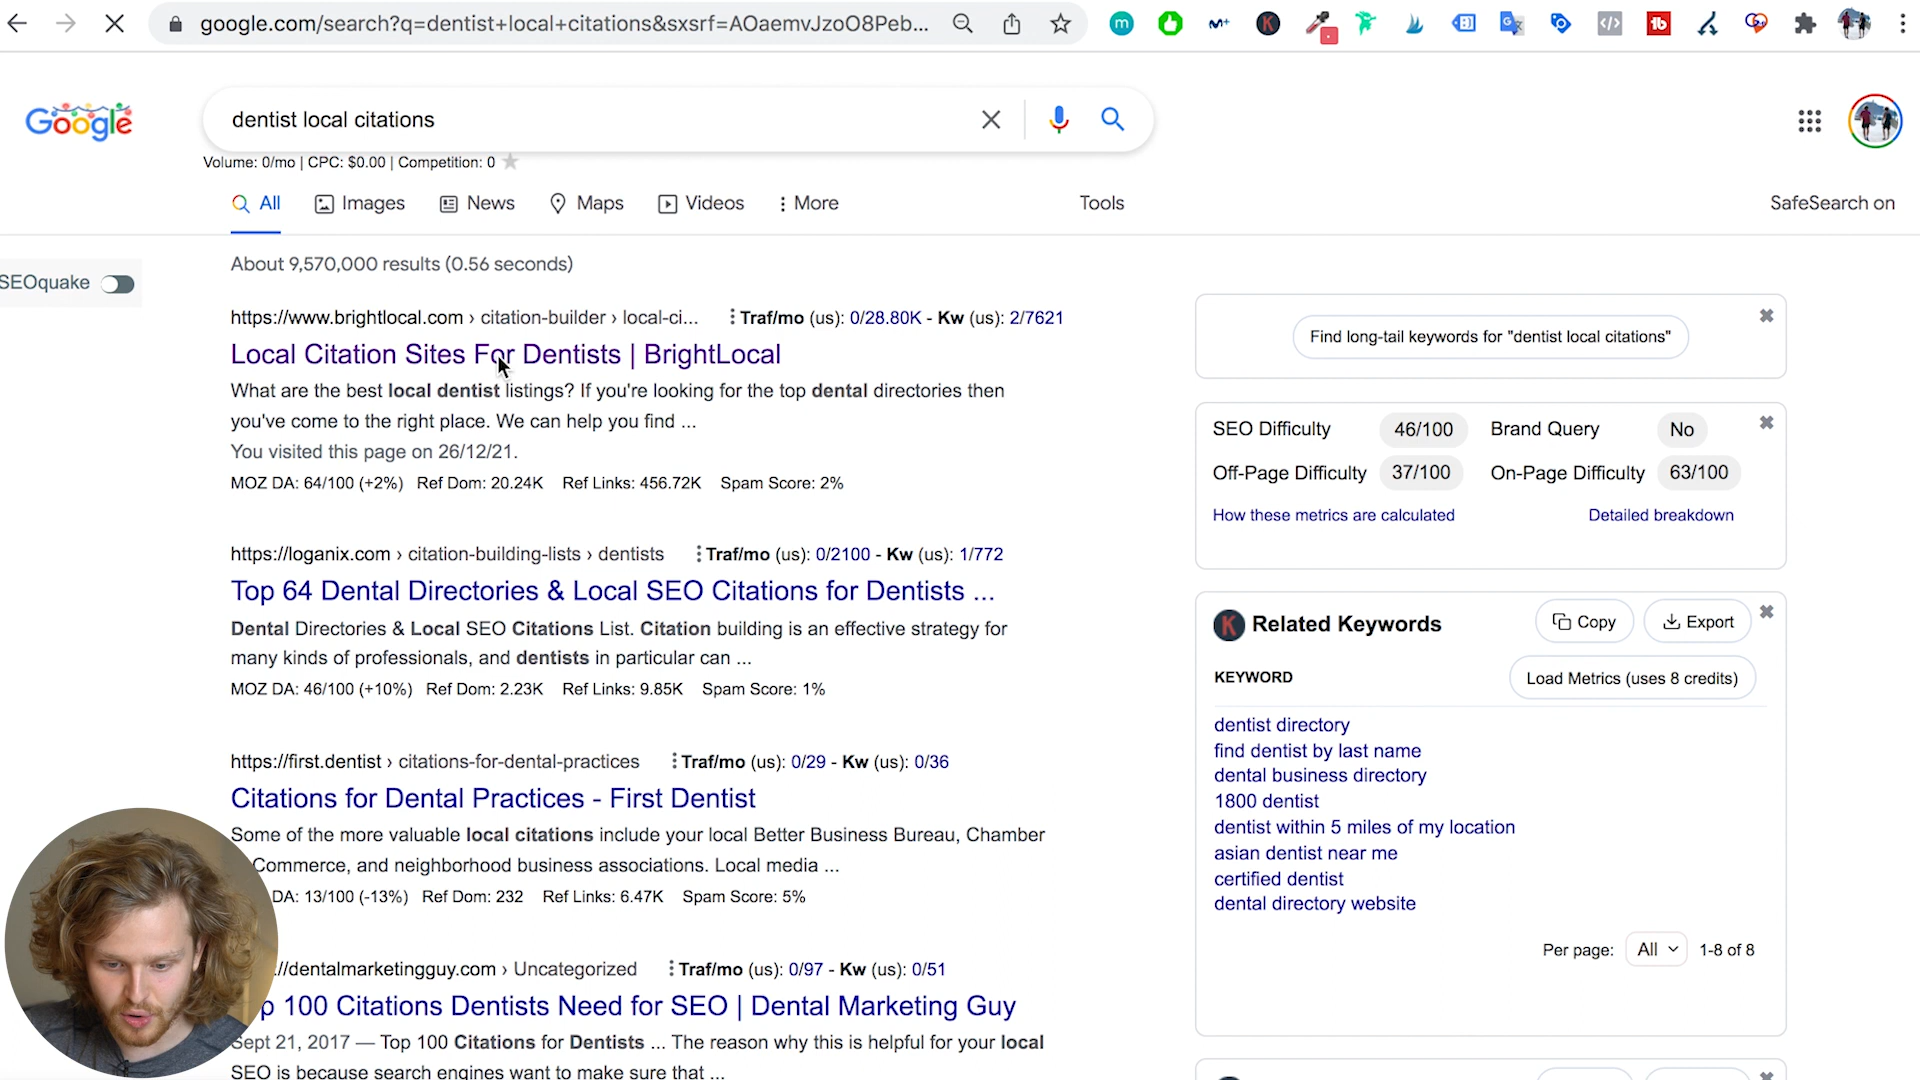 google.com/search?q=dentist+local+citations&sxsrf=AOaemvJzoO8Peb...
Google
dentist local citations
Volume: 0/mo | CPC: $0.00 | Competition: 0
All
Images
News
Maps
Videos
More
Tools
SafeSearch on
SEOquake
About 9,570,000 results (0.56 seconds)
https://www.brightlocal.com › citation-builder › local-ci...
Traf/mo (us): 0/28.80K - Kw (us): 2/7621
Local Citation Sites For Dentists | BrightLocal
What are the best local dentist listings? If you're looking for the top dental directories then
you've come to the right place. We can help you find ...
You visited this page on 26/12/21.
MOZ DA: 64/100 (+2%) Ref Dom: 20.24K Ref Links: 456.72K Spam Score: 2%
https://loganix.com › citation-building-lists › dentists
Traf/mo (us): 0/2100 - Kw (us): 1/772
Top 64 Dental Directories & Local SEO Citations for Dentists ...
Dental Directories & Local SEO Citations List. Citation building is an effective strategy for
many kinds of professionals, and dentists in particular can ...
MOZ DA: 46/100 (+10%) Ref Dom: 2.23K Ref Links: 9.85K Spam Score: 1%
https://first.dentist › citations-for-dental-practices
Traf/mo (us): 0/29 - Kw (us): 0/36
Citations for Dental Practices - First Dentist
Some of the more valuable local citations include your local Better Business Bureau, Chamber
Commerce, and neighborhood business associations. Local media ...
DA: 13/100 (-13%) Ref Dom: 232 Ref Links: 6.47K Spam Score: 5%
://dentalmarketingguy.com › Uncategorized
Traf/mo (us): 0/97 - Kw (us): 0/51
p 100 Citations Dentists Need for SEO | Dental Marketing Guy
Sept 21, 2017 — Top 100 Citations for Dentists ... The reason why this is helpful for your local
SEO is because search engines want to make sure that ...
Find long-tail keywords for "dentist local citations"
SEO Difficulty 46/100 Brand Query No
Off-Page Difficulty 37/100 On-Page Difficulty 63/100
How these metrics are calculated
Detailed breakdown
K Related Keywords
Copy
Export
KEYWORD
Load Metrics (uses 8 credits)
dentist directory
find dentist by last name
dental business directory
1800 dentist
dentist within 5 miles of my location
asian dentist near me
certified dentist
dental directory website
Per page: All 1-8 of 8